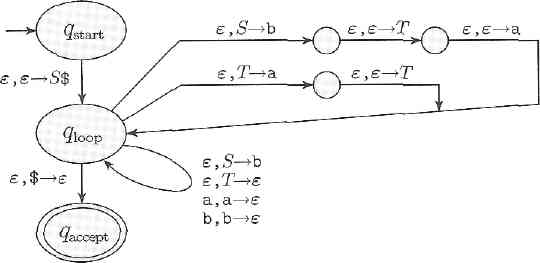 q_start
ε,S→b ε,ε→T ε,ε→a
ε,ε→S$
ε,T→a ε,ε→T
q_loop
ε,$→ε
ε,S→b
ε,T→ε
a,a→ε
b,b→ε
q_accept